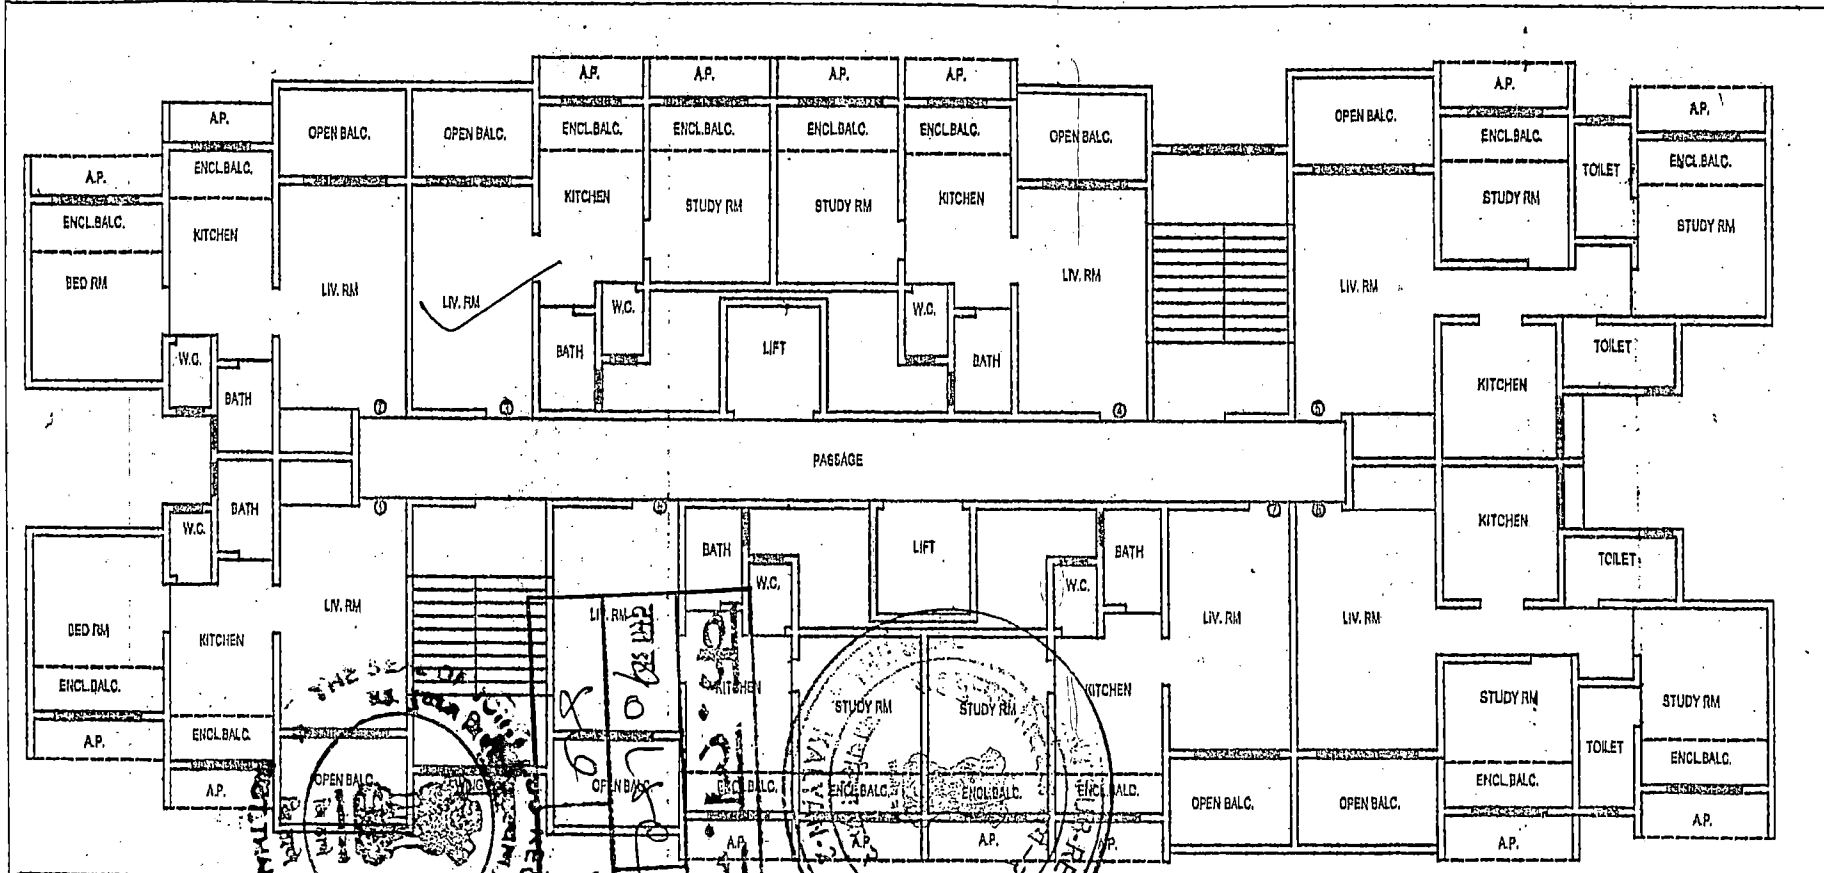 A.P. A.P. A.P. A.P.
A.P. A.P.
A.P. OPEN BALC. OPEN BALC. ENCL.BALC. ENCL.BALC. ENCL.BALC. ENCL.BALC. OPEN BALC. OPEN BALC. ENCL.BALC.
A.P. ENCL.BALC. TOILET ENCL.BALC.
ENCL.BALC. KITCHEN KITCHEN STUDY RM STUDY RM KITCHEN STUDY RM STUDY RM
BED RM LIV. RM LIV. RM LIV. RM LIV. RM
W.C. W.C.
W.C. BATH LIFT BATH TOILET
BATH KITCHEN
2 3 4 5
PASSAGE
BATH
W.C. KITCHEN
BATH LIFT BATH TOILET
W.C. W.C.
LIV. RM LIV. RM LIV. RM LIV. RM
BED RM KITCHEN
ENCL.BALC. KITCHEN STUDY RM STUDY RM KITCHEN STUDY RM STUDY RM
A.P. ENCL.BALC. TOILET ENCL.BALC.
A.P. OPEN BALC. OPEN BALC. ENCL.BALC. ENCL.BALC. ENCL.BALC. ENCL.BALC. OPEN BALC. OPEN BALC. ENCL.BALC.
A.P.
A.P. A.P. A.P. A.P. A.P.